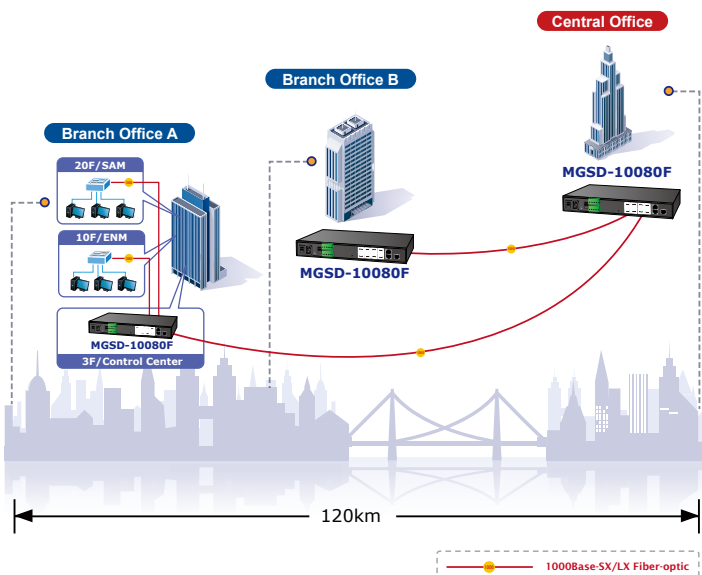 Central Office
Branch Office B
Branch Office A
20F/SAM
10F/ENM
MGSD-10080F
3F/Control Center
MGSD-10080F
MGSD-10080F
120km
1000Base-SX/LX Fiber-optic